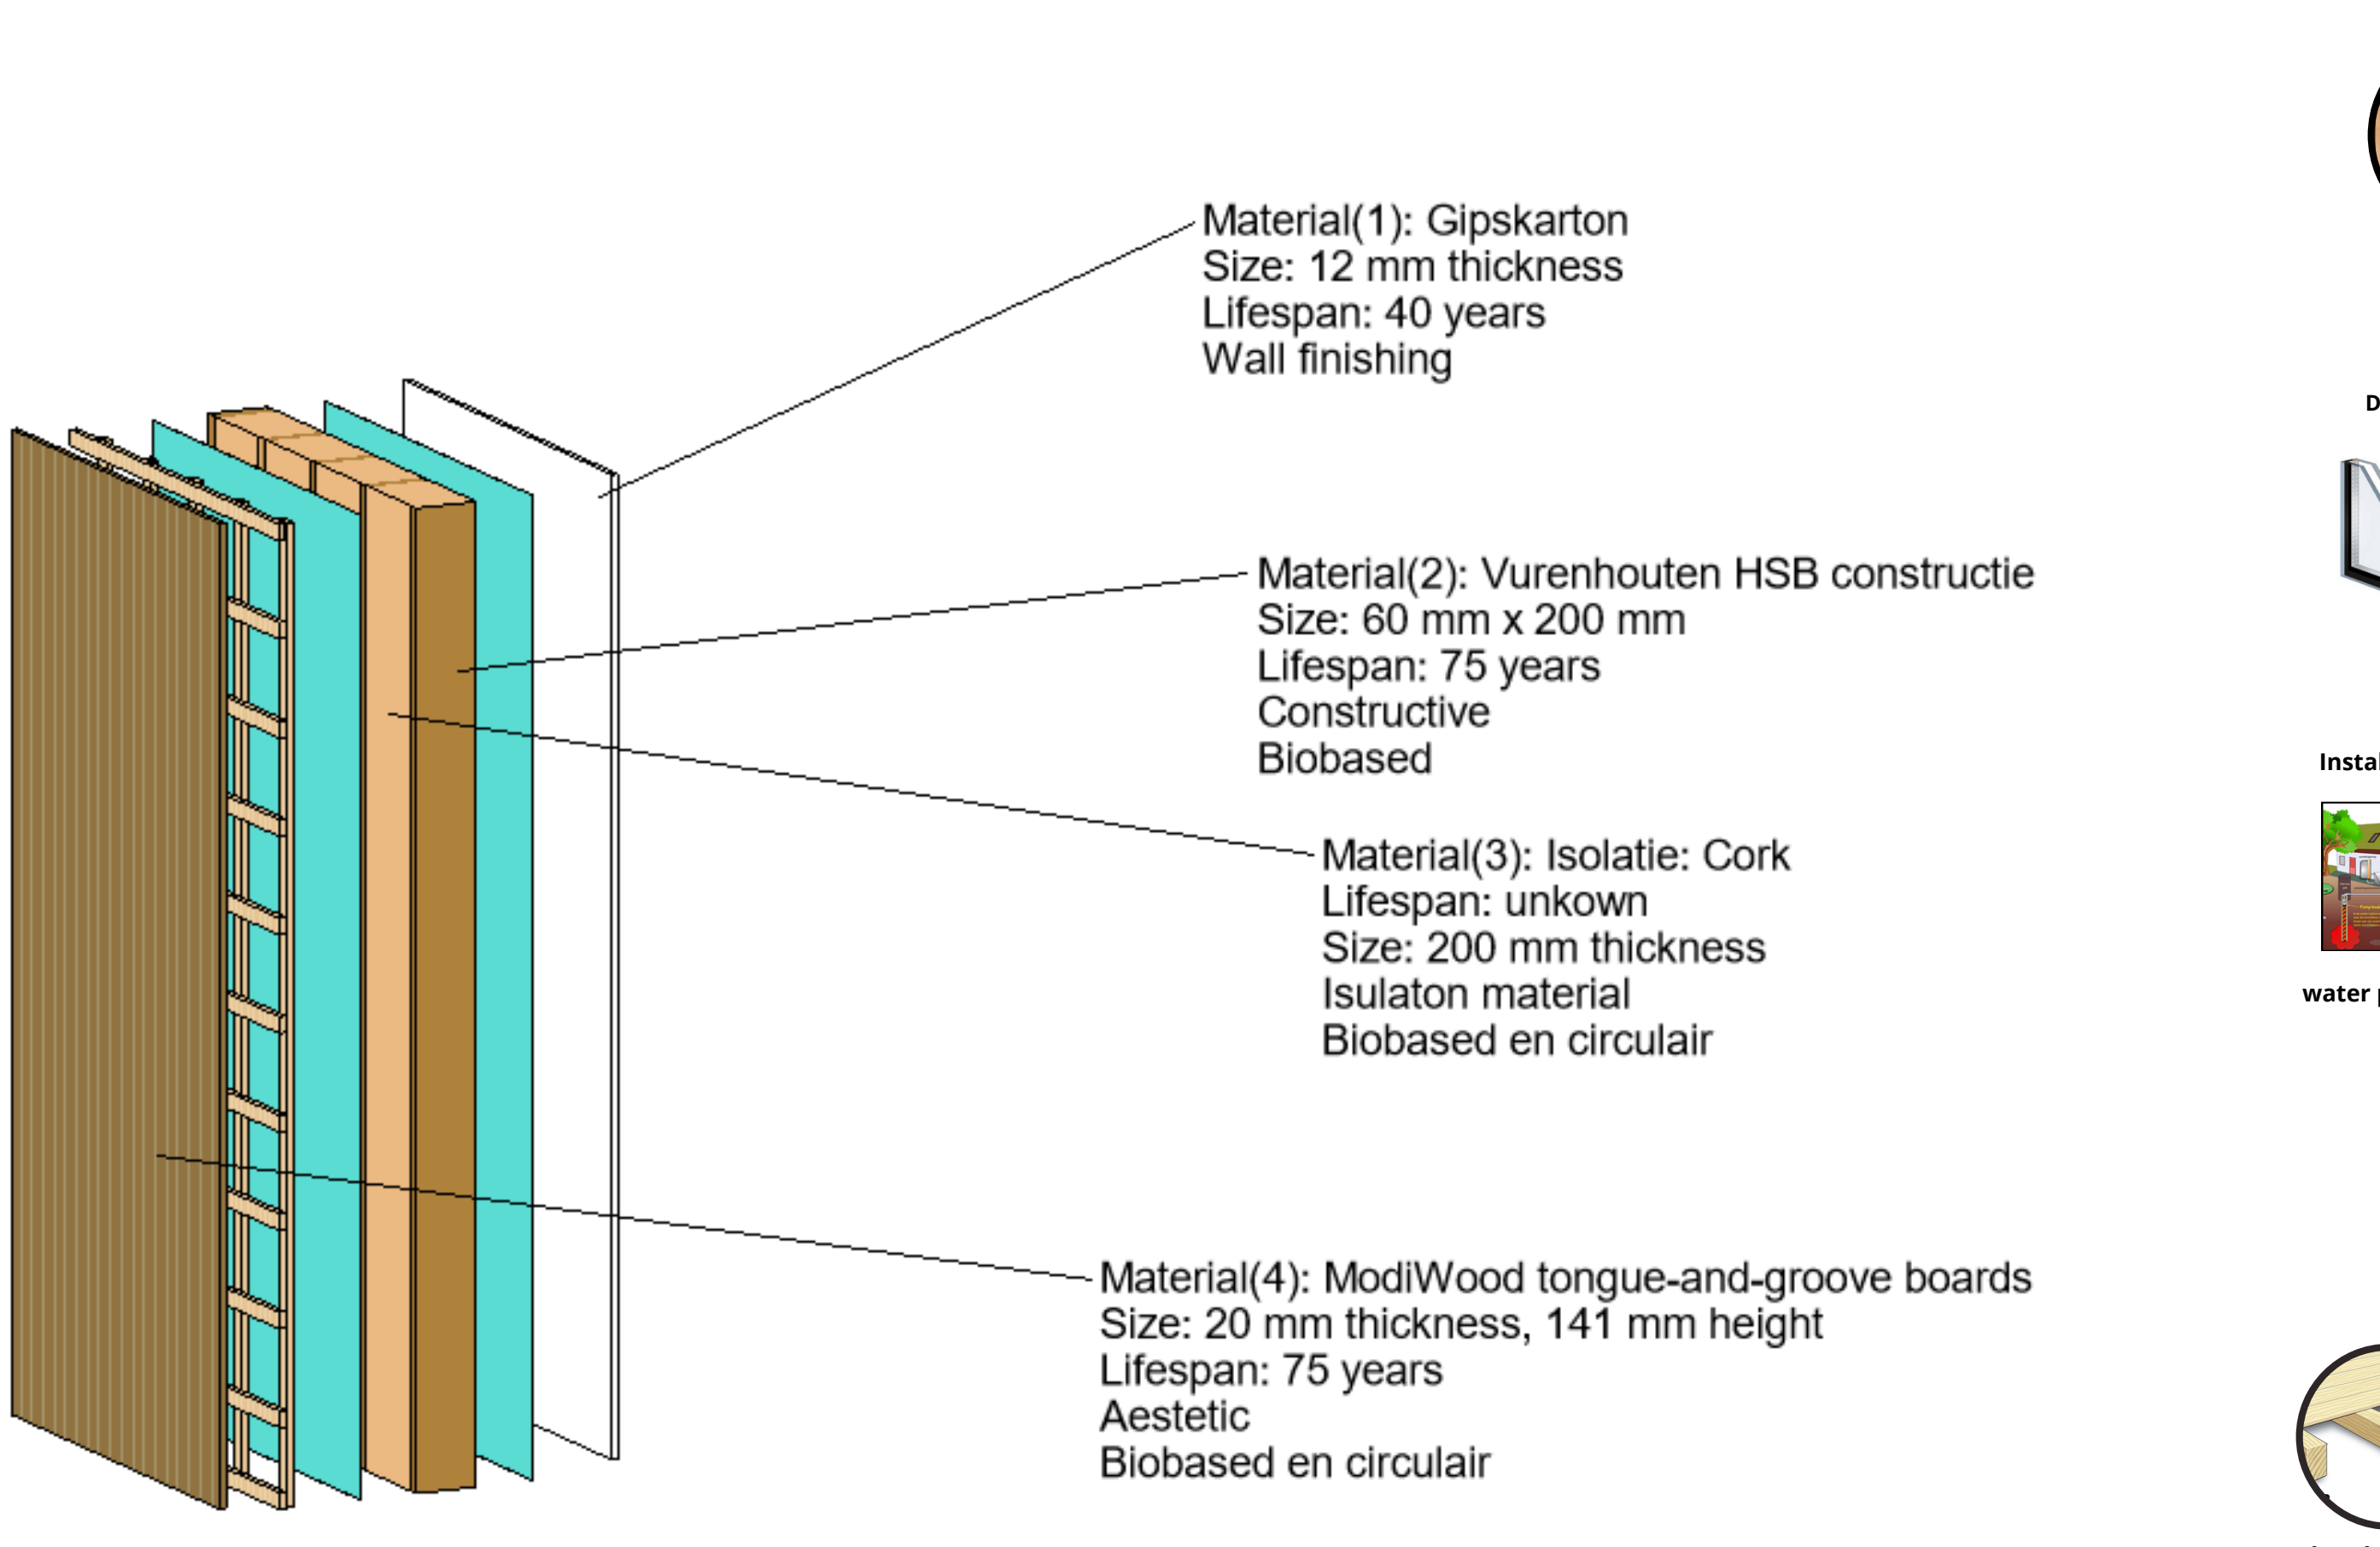 Material(1): Gipskarton
Size: 12 mm thickness
Lifespan: 40 years
Wall finishing
Material(2): Vurenhouten HSB constructie
Size: 60 mm x 200 mm
Lifespan: 75 years
Constructive
Biobased
Material(3): Isolatie: Cork
Lifespan: unkown
Size: 200 mm thickness
Isulaton material
Biobased en circulair
Material(4): ModiWood tongue-and-groove boards
Size: 20 mm thickness, 141 mm height
Lifespan: 75 years
Aestetic
Biobased en circulair
water